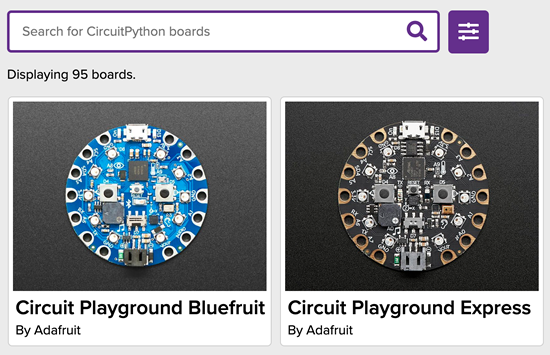 Search for CircuitPython boards
Displaying 95 boards.
Circuit Playground Bluefruit
By Adafruit
Circuit Playground Express
By Adafruit